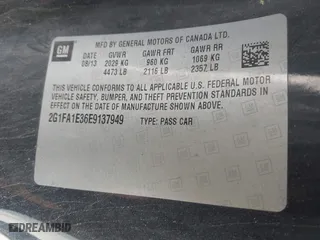 GM
MFD BY GENERAL MOTORS OF CANADA LTD.
DATE GVWR GAWR FRT GAWR RR
08/13 2029 KG 960 KG 1069 KG
4473 LB 2116 LB 2357 LB
THIS VEHICLE CONFORMS TO ALL APPLICABLE U.S. FEDERAL MOTOR
VEHICLE SAFETY, BUMPER, AND THEFT PREVENTION STANDARDS IN
EFFECT ON THE DATE OF MANUFACTURE SHOWN ABOVE.
2G1FA1E36E9137949 TYPE: PASS CAR
DREAMBID